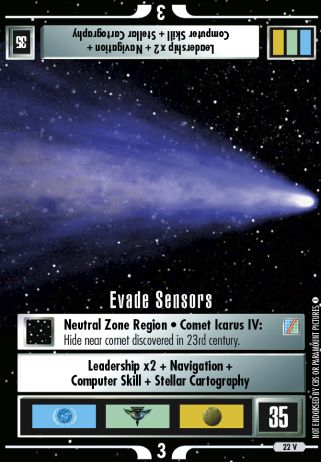 3
Leadership x2 + Navigation +
Computer Skill + Stellar Cartography
35
Evade Sensors
Neutral Zone Region • Comet Icarus IV:
Hide near comet discovered in 23rd century.
Leadership x2 + Navigation +
Computer Skill + Stellar Cartography
35
3
22 V
NOT ENDORSED BY CBS OR PARAMOUNT PICTURES